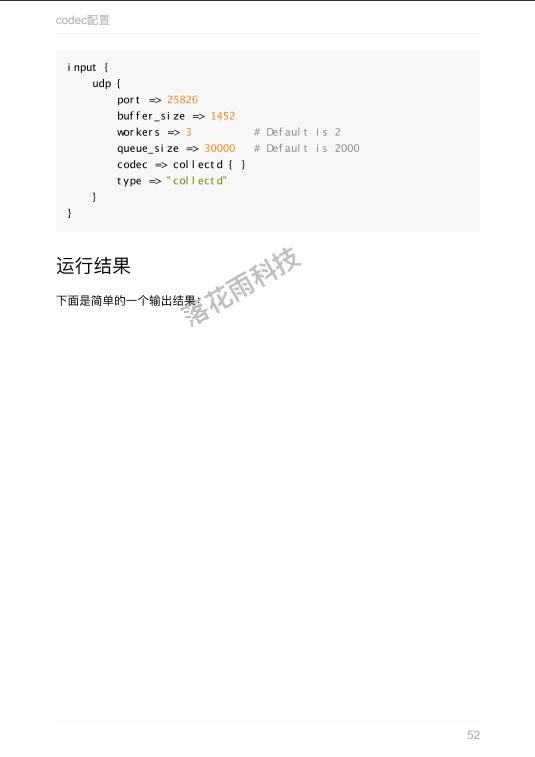 codec配置
input {
    udp {
        port => 25826
        buffer_size => 1452
        workers => 3          # Default is 2
        queue_size => 30000   # Default is 2000
        codec => collectd { }
        type => "collectd"
    }
}
运行结果
下面是简单的一个输出结果：
落花雨科技
52